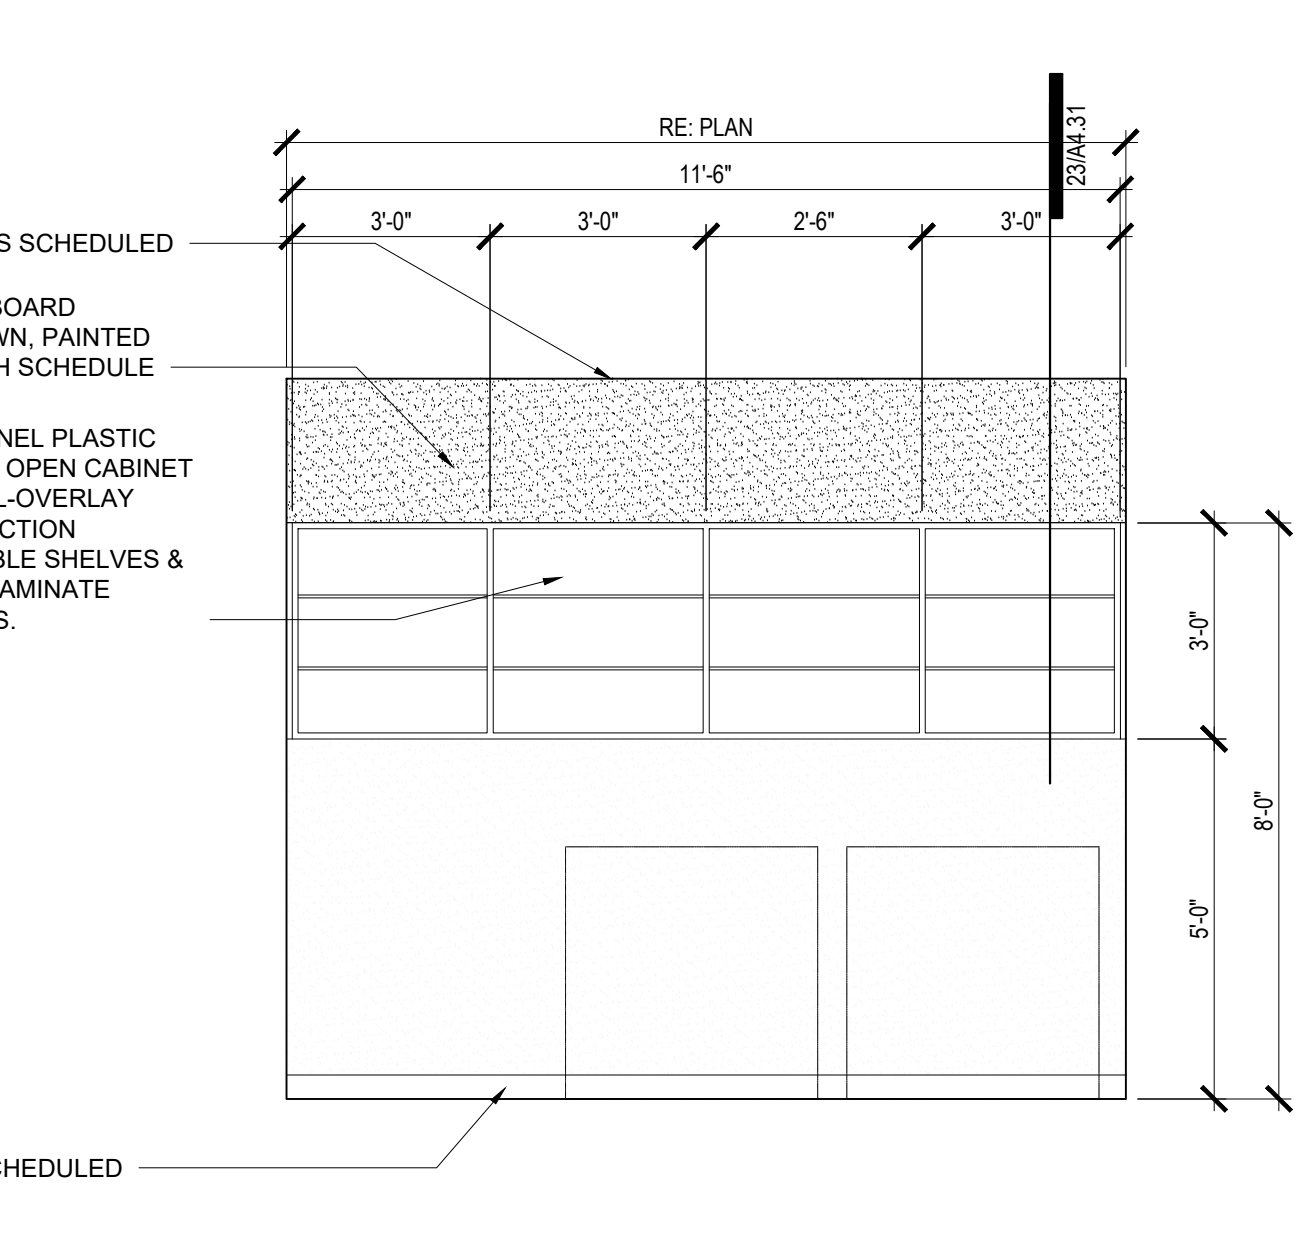 RE: PLAN
23/A4.31
11'-6"
3'-0"
3'-0"
2'-6"
3'-0"
S SCHEDULED
BOARD
WN, PAINTED
H SCHEDULE
NEL PLASTIC
OPEN CABINET
L-OVERLAY
CTION
BLE SHELVES &
AMINATE
S.
3'-0"
8'-0"
5'-0"
CHEDULED